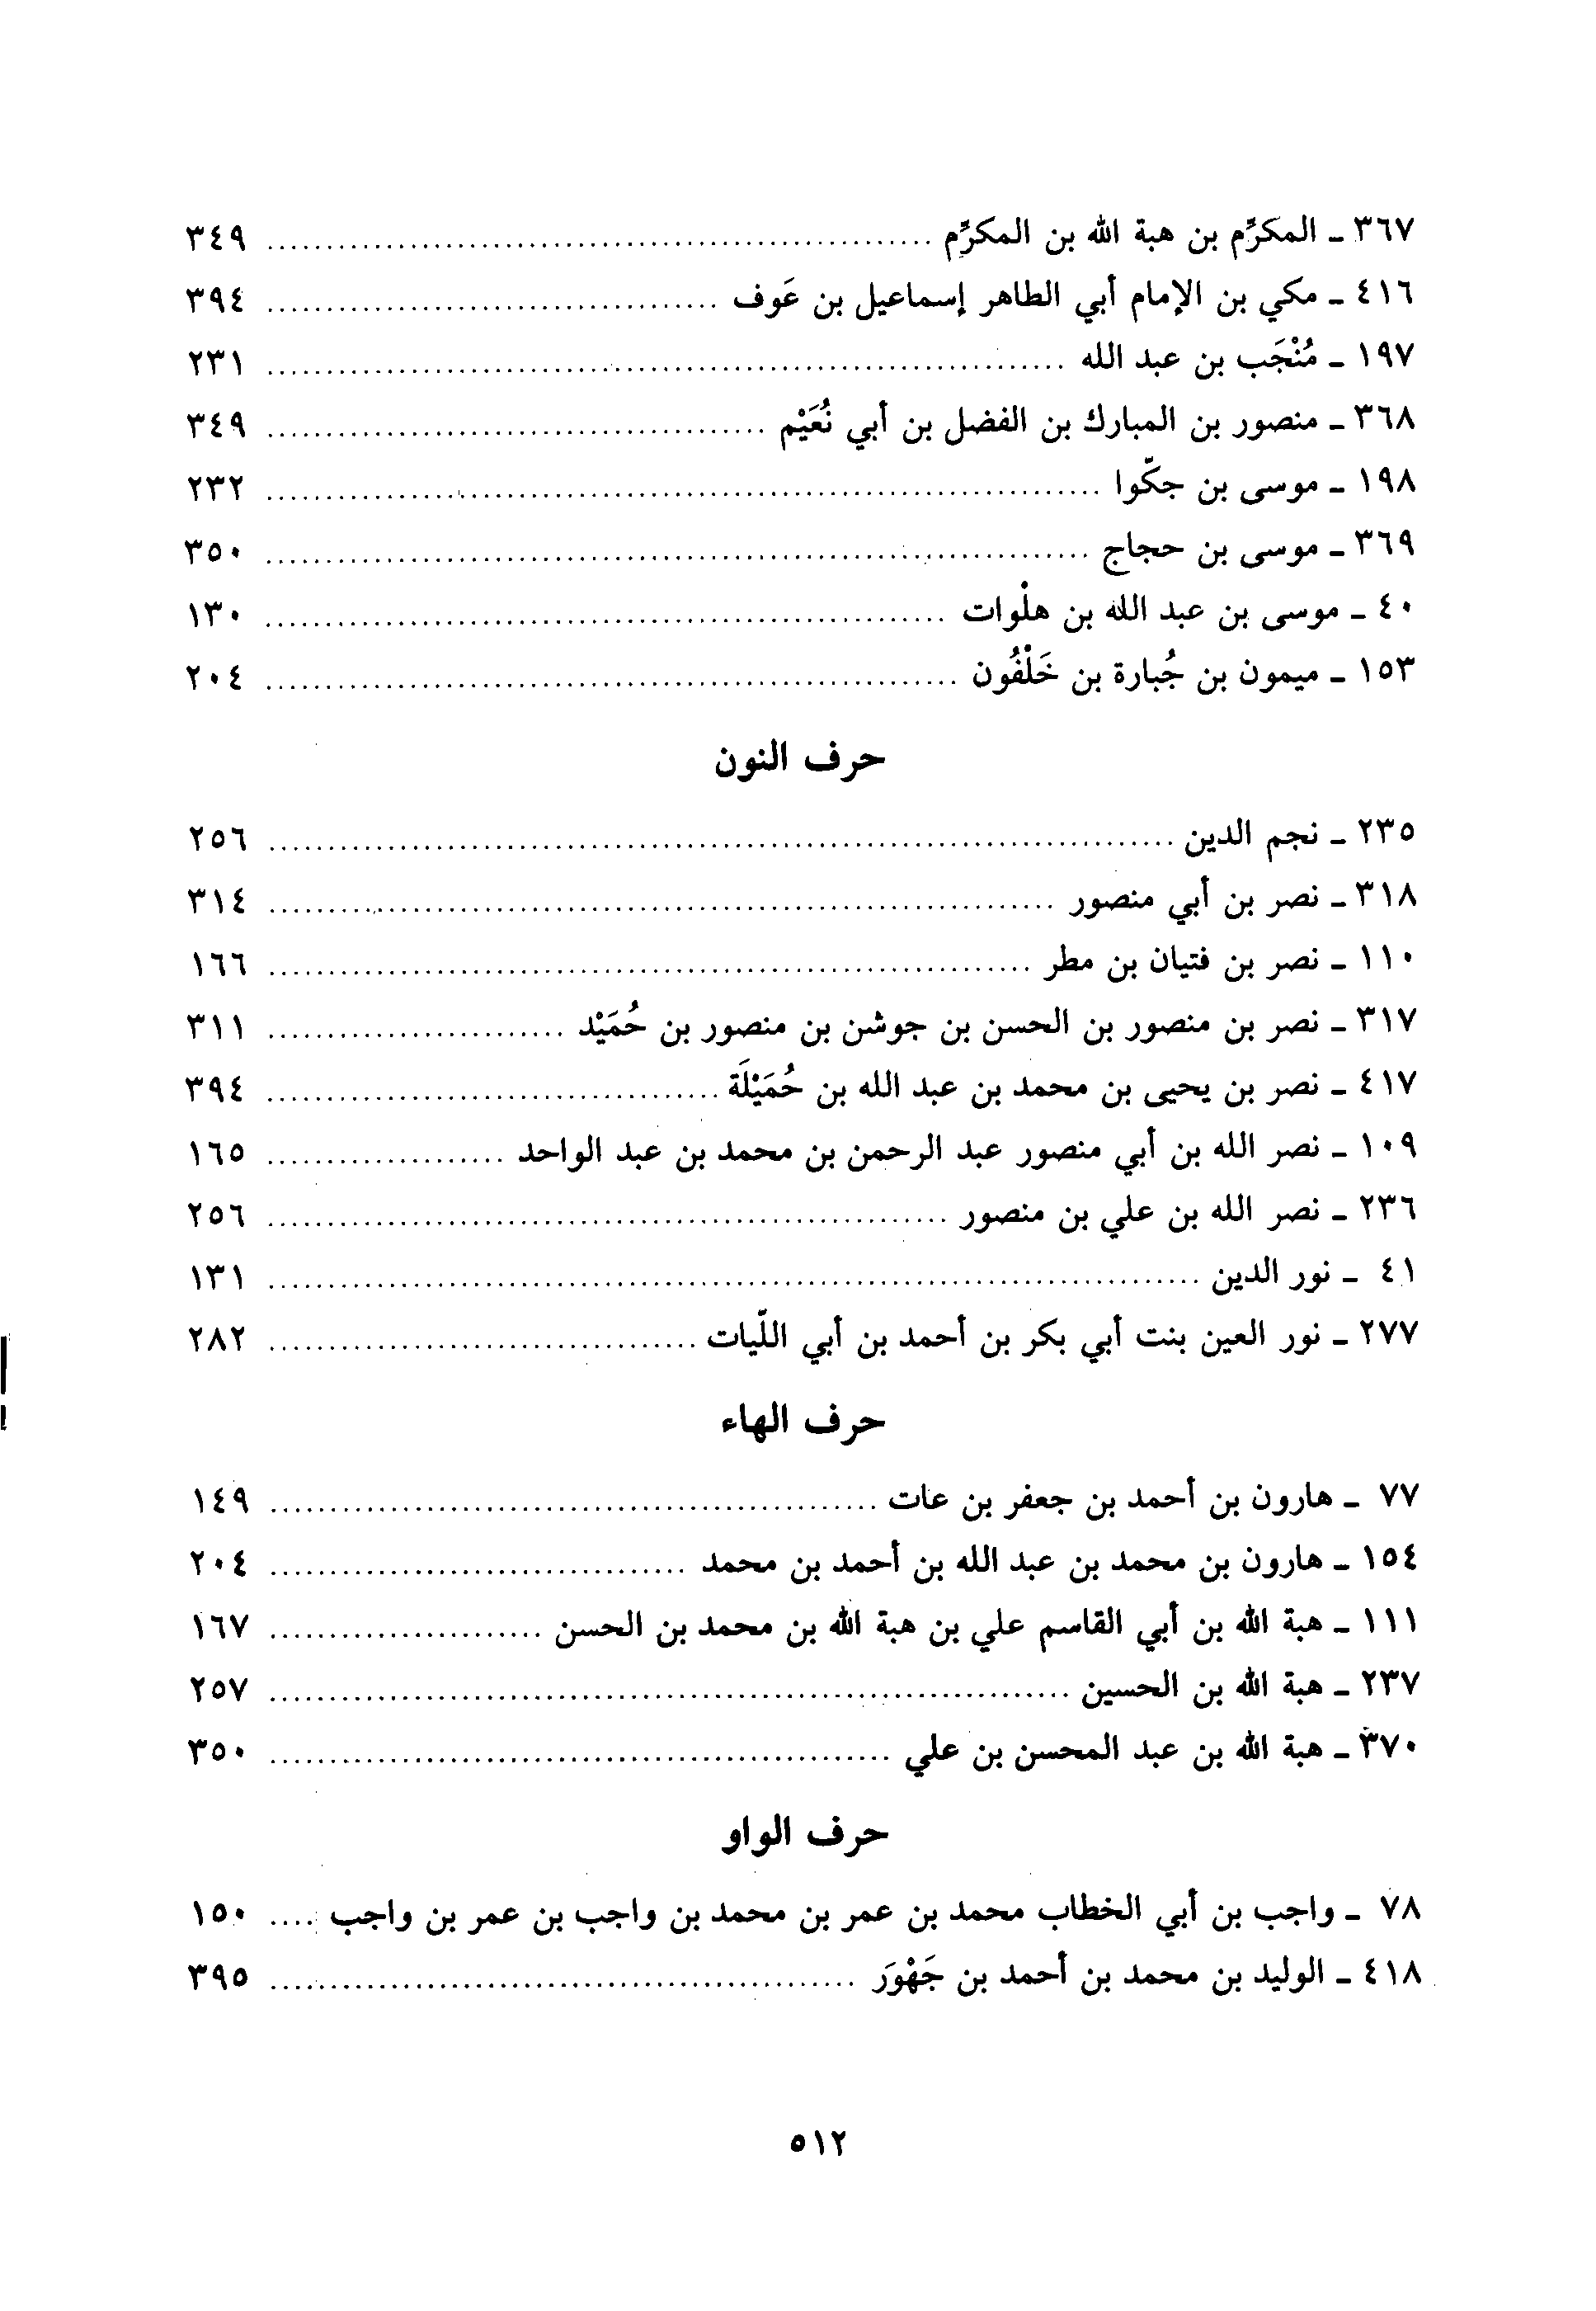 ٣٦٧ ـ المكرَّم بن هبة الله بن المكرَّم ........ ٣٤٩
٤١٦ ـ مكي بن الإمام أبي الطاهر إسماعيل بن عَوف ........ ٣٩٤
١٩٧ ـ مُنْجَب بن عبد الله ........ ٢٣١
٣٦٨ ـ منصور بن المبارك بن الفضل بن أبي نُعَيْم ........ ٣٤٩
١٩٨ ـ موسى بن جكّوا ........ ٢٣٢
٣٦٩ ـ موسى بن حجاج ........ ٣٥٠
٤٠ ـ موسى بن عبد الله بن هلْوات ........ ١٣٠
١٥٣ ـ ميمون بن جُبارة بن خَلْفُون ........ ٢٠٤
حرف النون
٢٣٥ ـ نجم الدين ........ ٢٥٦
٣١٨ ـ نصر بن أبي منصور ........ ٣١٤
١١٠ ـ نصر بن فتيان بن مطر ........ ١٦٦
٣١٧ ـ نصر بن منصور بن الحسن بن جوشن بن منصور بن حُمَيْد ........ ٣١١
٤١٧ ـ نصر بن يحيى بن محمد بن عبد الله بن حُمَيْلَة ........ ٣٩٤
١٠٩ ـ نصر الله بن أبي منصور عبد الرحمن بن محمد بن عبد الواحد ........ ١٦٥
٢٣٦ ـ نصر الله بن علي بن منصور ........ ٢٥٦
٤١ ـ نور الدين ........ ١٣١
٢٧٧ ـ نور العين بنت أبي بكر بن أحمد بن أبي اللّيات ........ ٢٨٢
حرف الهاء
٧٧ ـ هارون بن أحمد بن جعفر بن عات ........ ١٤٩
١٥٤ ـ هارون بن محمد بن عبد الله بن أحمد بن محمد ........ ٢٠٤
١١١ ـ هبة الله بن أبي القاسم علي بن هبة الله بن محمد بن الحسن ........ ١٦٧
٢٣٧ ـ هبة الله بن الحسين ........ ٢٥٧
٣٧٠ ـ هبة الله بن عبد المحسن بن علي ........ ٣٥٠
حرف الواو
٧٨ ـ واجب بن أبي الخطاب محمد بن عمر بن محمد بن واجب بن عمر بن واجب .... ١٥٠
٤١٨ ـ الوليد بن محمد بن أحمد بن جَهْوَر ........ ٣٩٥
٥١٢